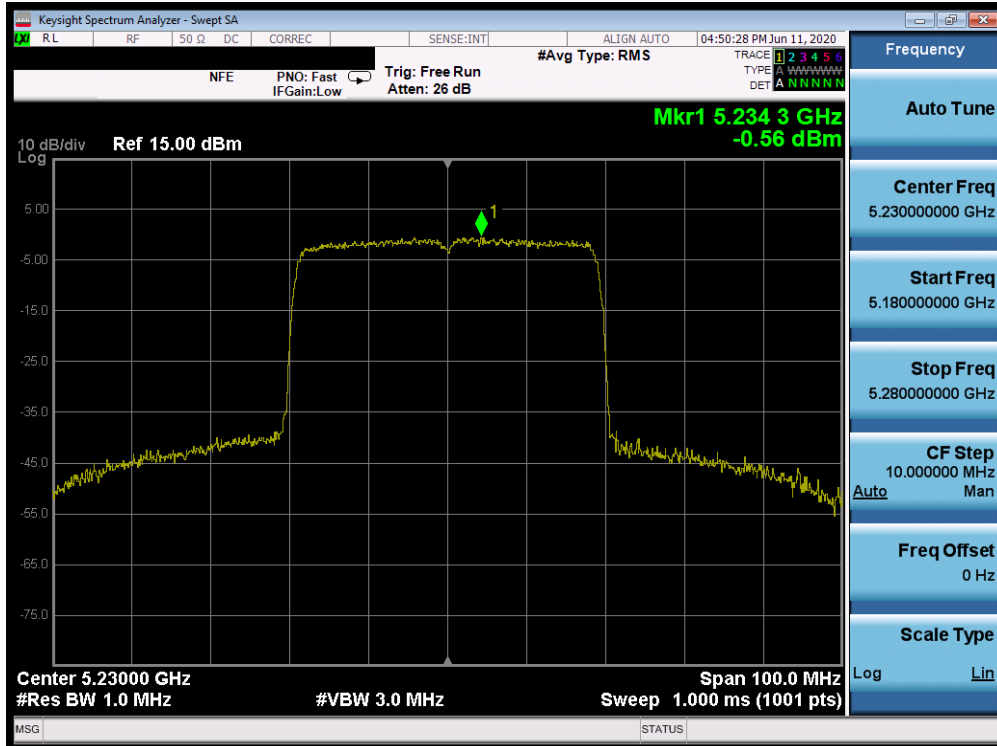 Keysight Spectrum Analyzer - Swept SA
LXI RL RF 50 Ω DC CORREC SENSE:INT ALIGN AUTO 04:50:28 PM Jun 11, 2020
NFE PNO: Fast Trig: Free Run #Avg Type: RMS TRACE 1 2 3 4 5 6
IFGain:Low Atten: 26 dB TYPE A WWWWW
DET A N N N N N
Mkr1 5.234 3 GHz
-0.56 dBm
10 dB/div Ref 15.00 dBm
Log
1
5.00
-5.00
-15.0
-25.0
-35.0
-45.0
-55.0
-65.0
-75.0
Center 5.23000 GHz Span 100.0 MHz
#Res BW 1.0 MHz #VBW 3.0 MHz Sweep 1.000 ms (1001 pts)
MSG STATUS
Frequency
Auto Tune
Center Freq
5.230000000 GHz
Start Freq
5.180000000 GHz
Stop Freq
5.280000000 GHz
CF Step
10.000000 MHz
Auto Man
Freq Offset
0 Hz
Scale Type
Log Lin